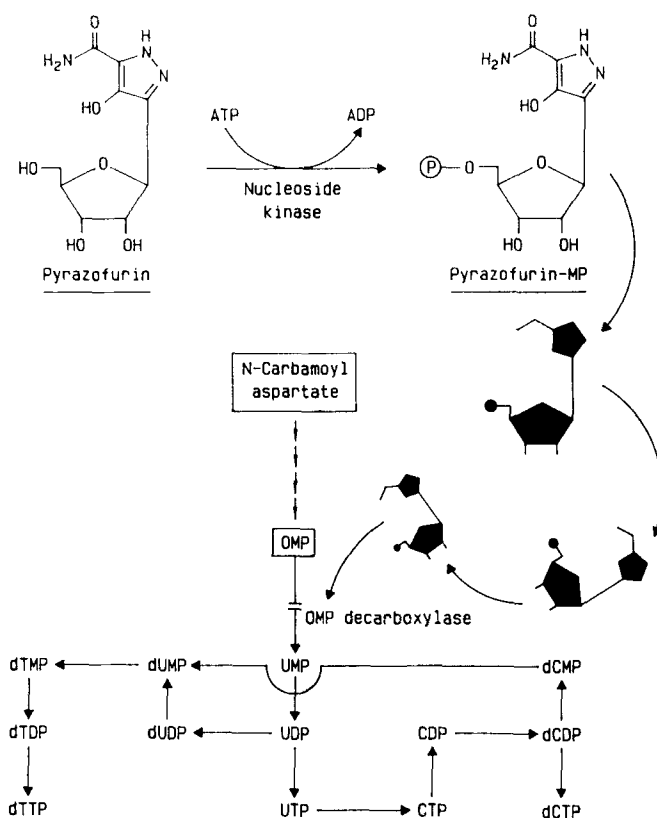 O
H
H₂N
N
N
HO
HO
O
HO
OH
Pyrazofurin
ATP
ADP
Nucleoside
kinase
O
H
H₂N
N
N
HO
P
O
O
HO
OH
Pyrazofurin-MP
N-Carbamoyl
aspartate
OMP
OMP decarboxylase
dTMP dUMP UMP dCMP
dTDP dUDP UDP CDP dCDP
dTTP UTP CTP dCTP